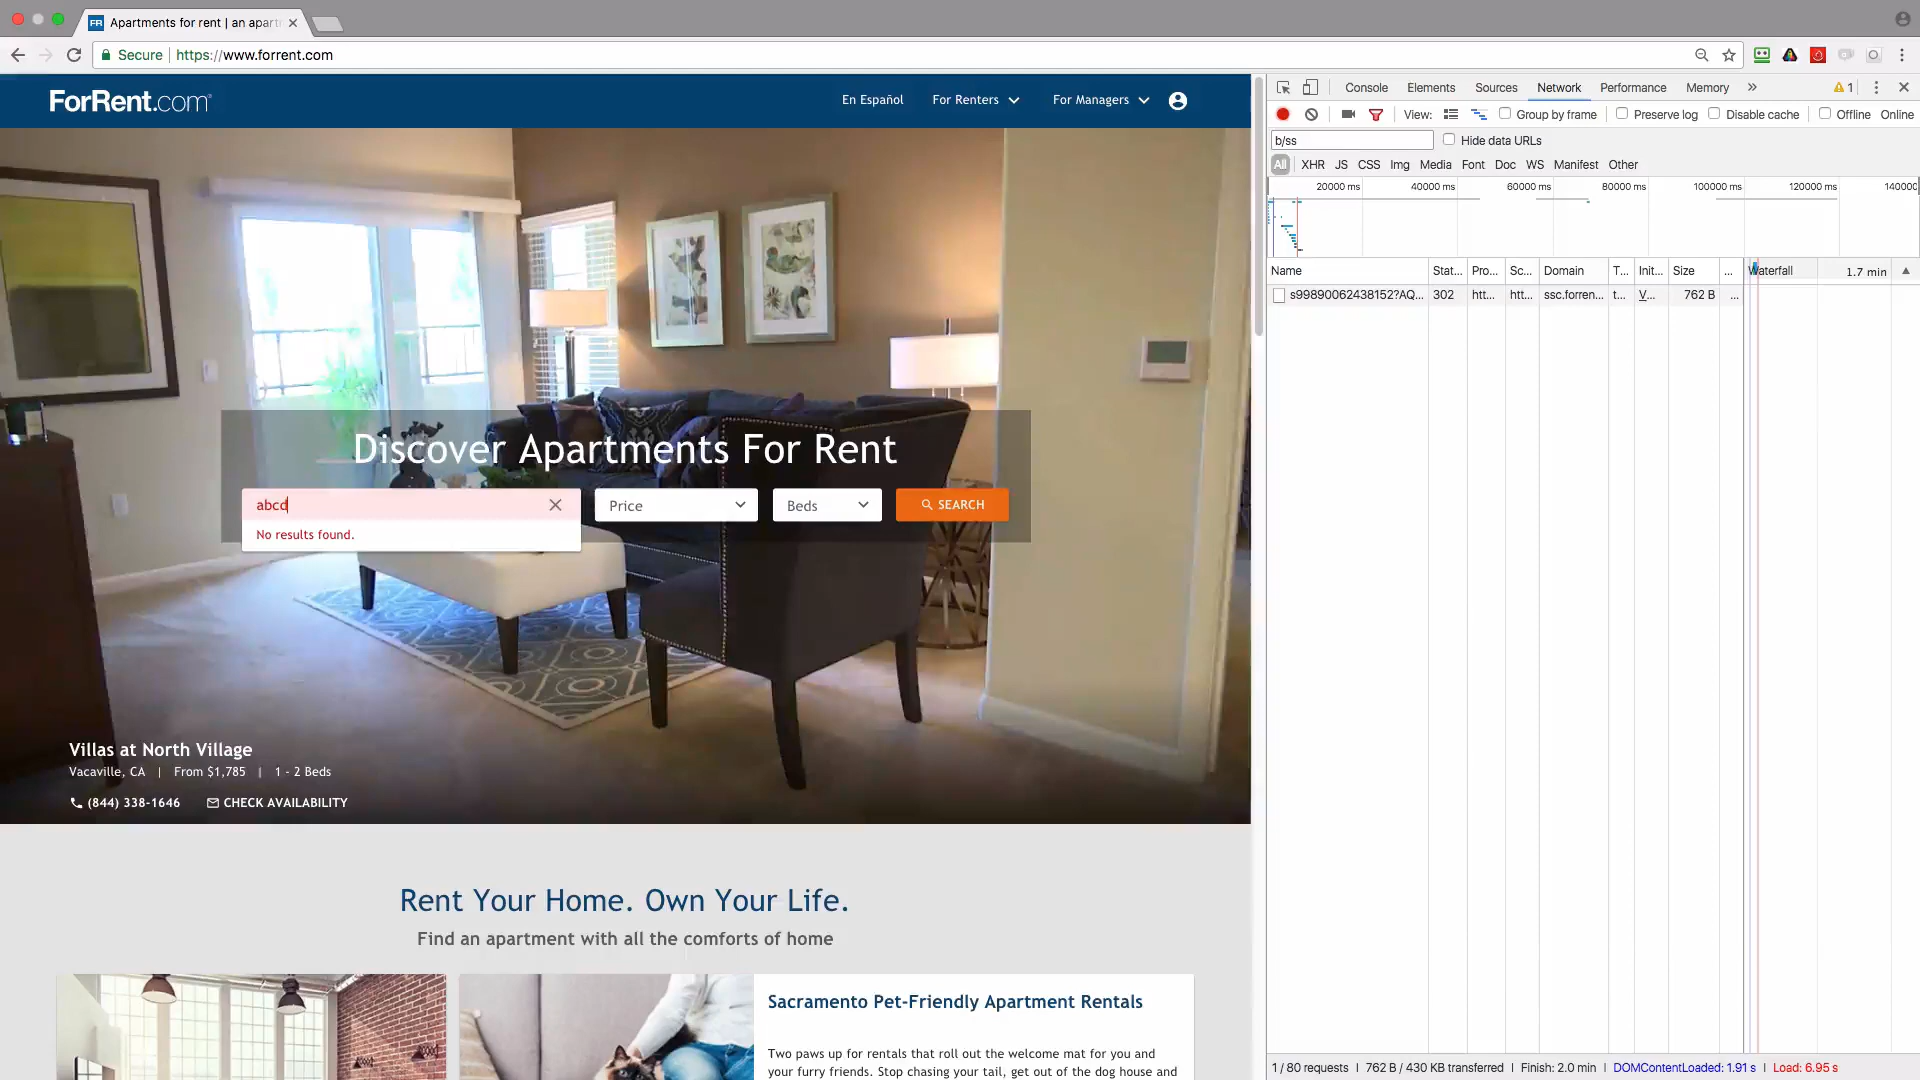 FR Apartments for rent | an apart
Secure https://www.forrent.com
ForRent.com
En Español For Renters For Managers
Discover Apartments For Rent
abcd Price Beds SEARCH
No results found.
Villas at North Village
Vacaville, CA | From $1,785 | 1 - 2 Beds
(844) 338-1646 CHECK AVAILABILITY
Rent Your Home. Own Your Life.
Find an apartment with all the comforts of home
Sacramento Pet-Friendly Apartment Rentals
Two paws up for rentals that roll out the welcome mat for you and
your furry friends. Stop chasing your tail, get out of the dog house and
Console Elements Sources Network Performance Memory » 1
View: Group by frame Preserve log Disable cache Offline Online
b/ss Hide data URLs
All XHR JS CSS Img Media Font Doc WS Manifest Other
20000 ms 40000 ms 60000 ms 80000 ms 100000 ms 120000 ms 140000
Name Stat... Pro... Sc... Domain T... Init... Size ... Waterfall 1.7 min
s99890062438152?AQ... 302 htt... htt... ssc.forren... t... V... 762 B ...
1 / 80 requests | 762 B / 430 KB transferred | Finish: 2.0 min | DOMContentLoaded: 1.91 s | Load: 6.95 s